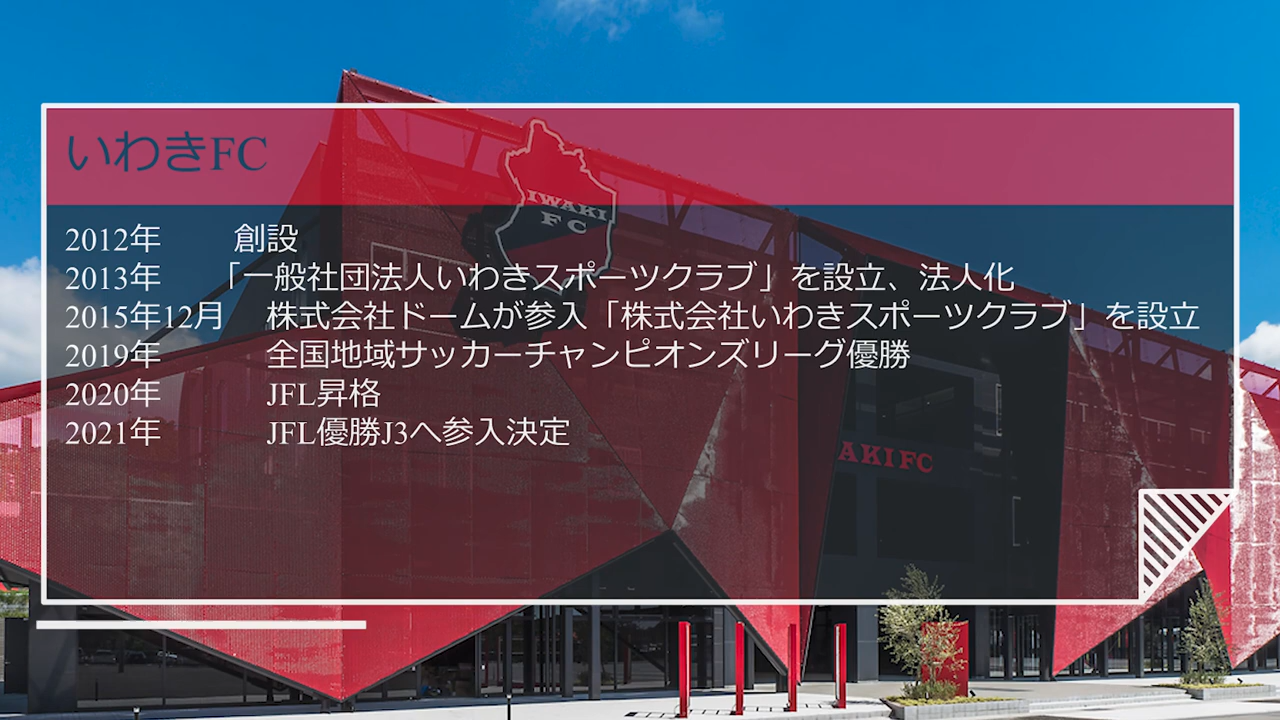 いわきFC
IWAKI
FC
2012年 創設
2013年 「一般社団法人いわきスポーツクラブ」を設立、法人化
2015年12月 株式会社ドームが参入「株式会社いわきスポーツクラブ」を設立
2019年 全国地域サッカーチャンピオンズリーグ優勝
2020年 JFL昇格
2021年 JFL優勝J3へ参入決定
WAKI FC